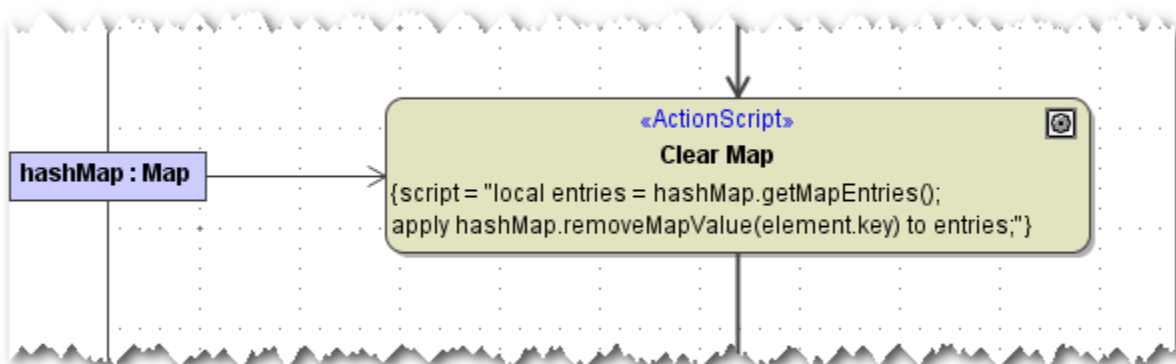 «ActionScript»
Clear Map
hashMap : Map
{script = "local entries = hashMap.getMapEntries();
apply hashMap.removeMapValue(element.key) to entries;"}